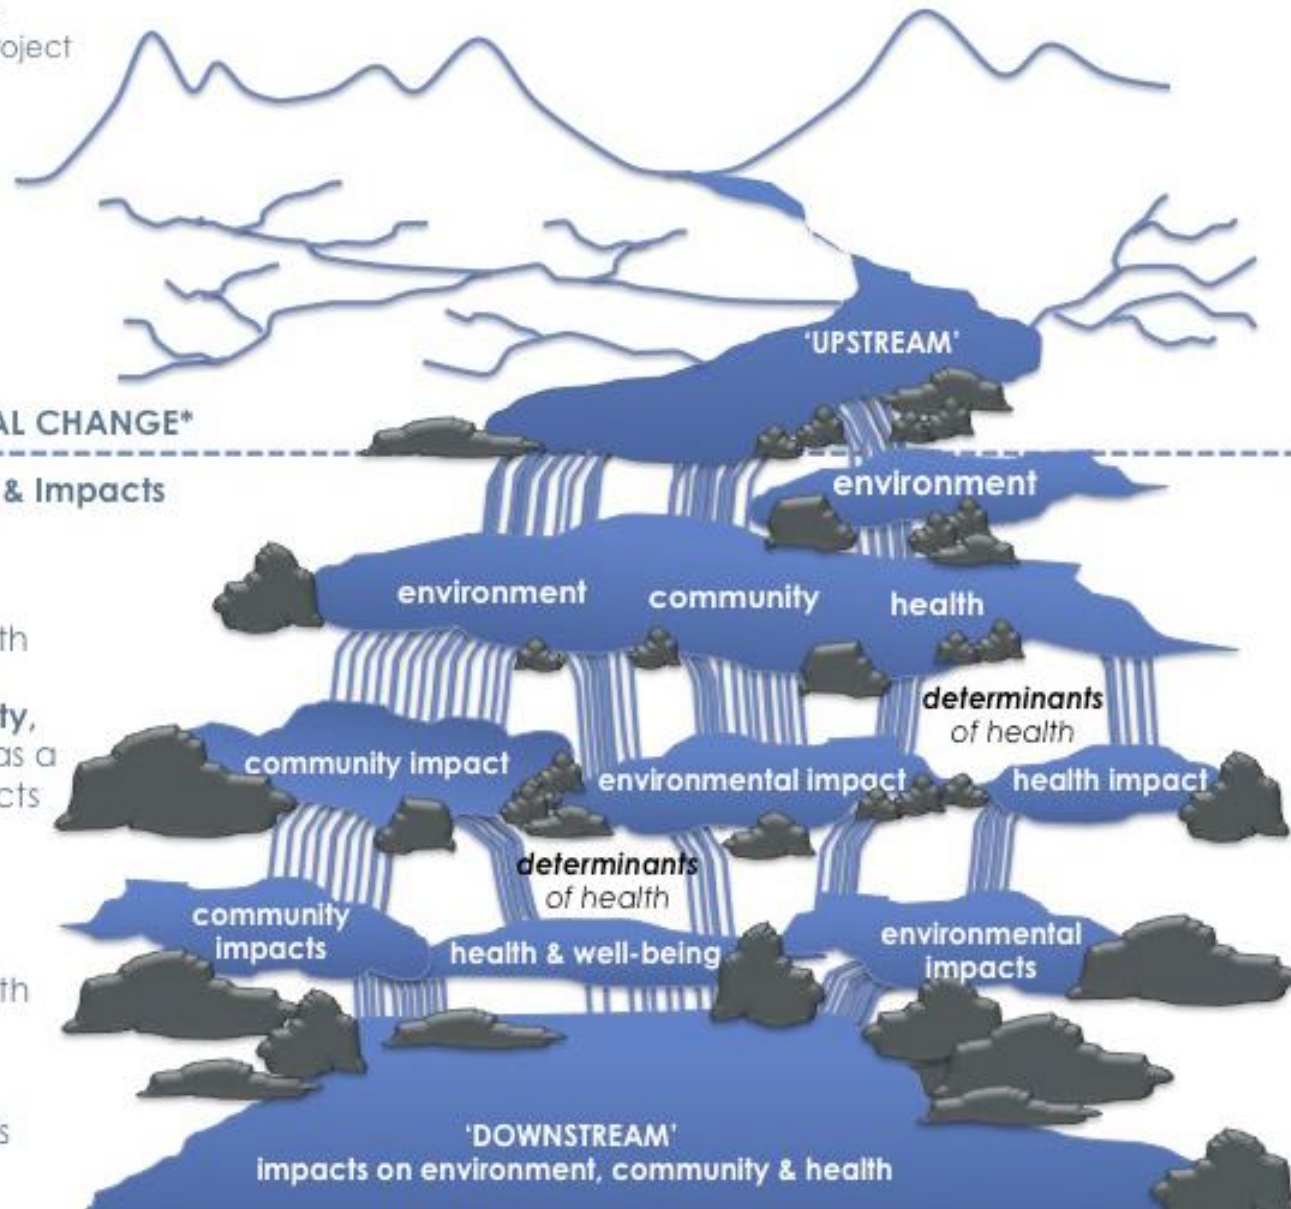 oject
'UPSTREAM'
AL CHANGE*
& Impacts
environment
environment community health
th
determinants
of health
ty,
as a
cts
community impact
environmental impact
health impact
determinants
of health
community
impacts
health & well-being
environmental
impacts
th
s
'DOWNSTREAM'
impacts on environment, community & health